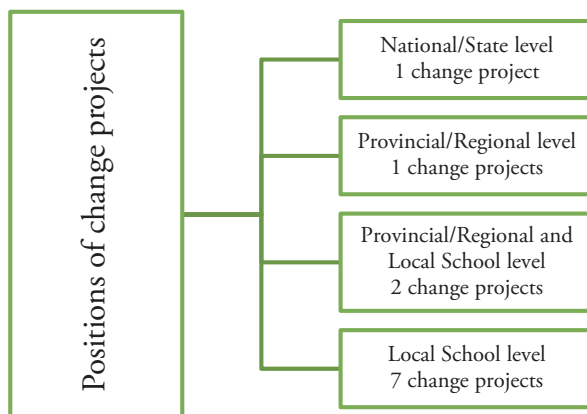 Positions of change projects
National/State level
1 change project
Provincial/Regional level
1 change projects
Provincial/Regional and
Local School level
2 change projects
Local School level
7 change projects